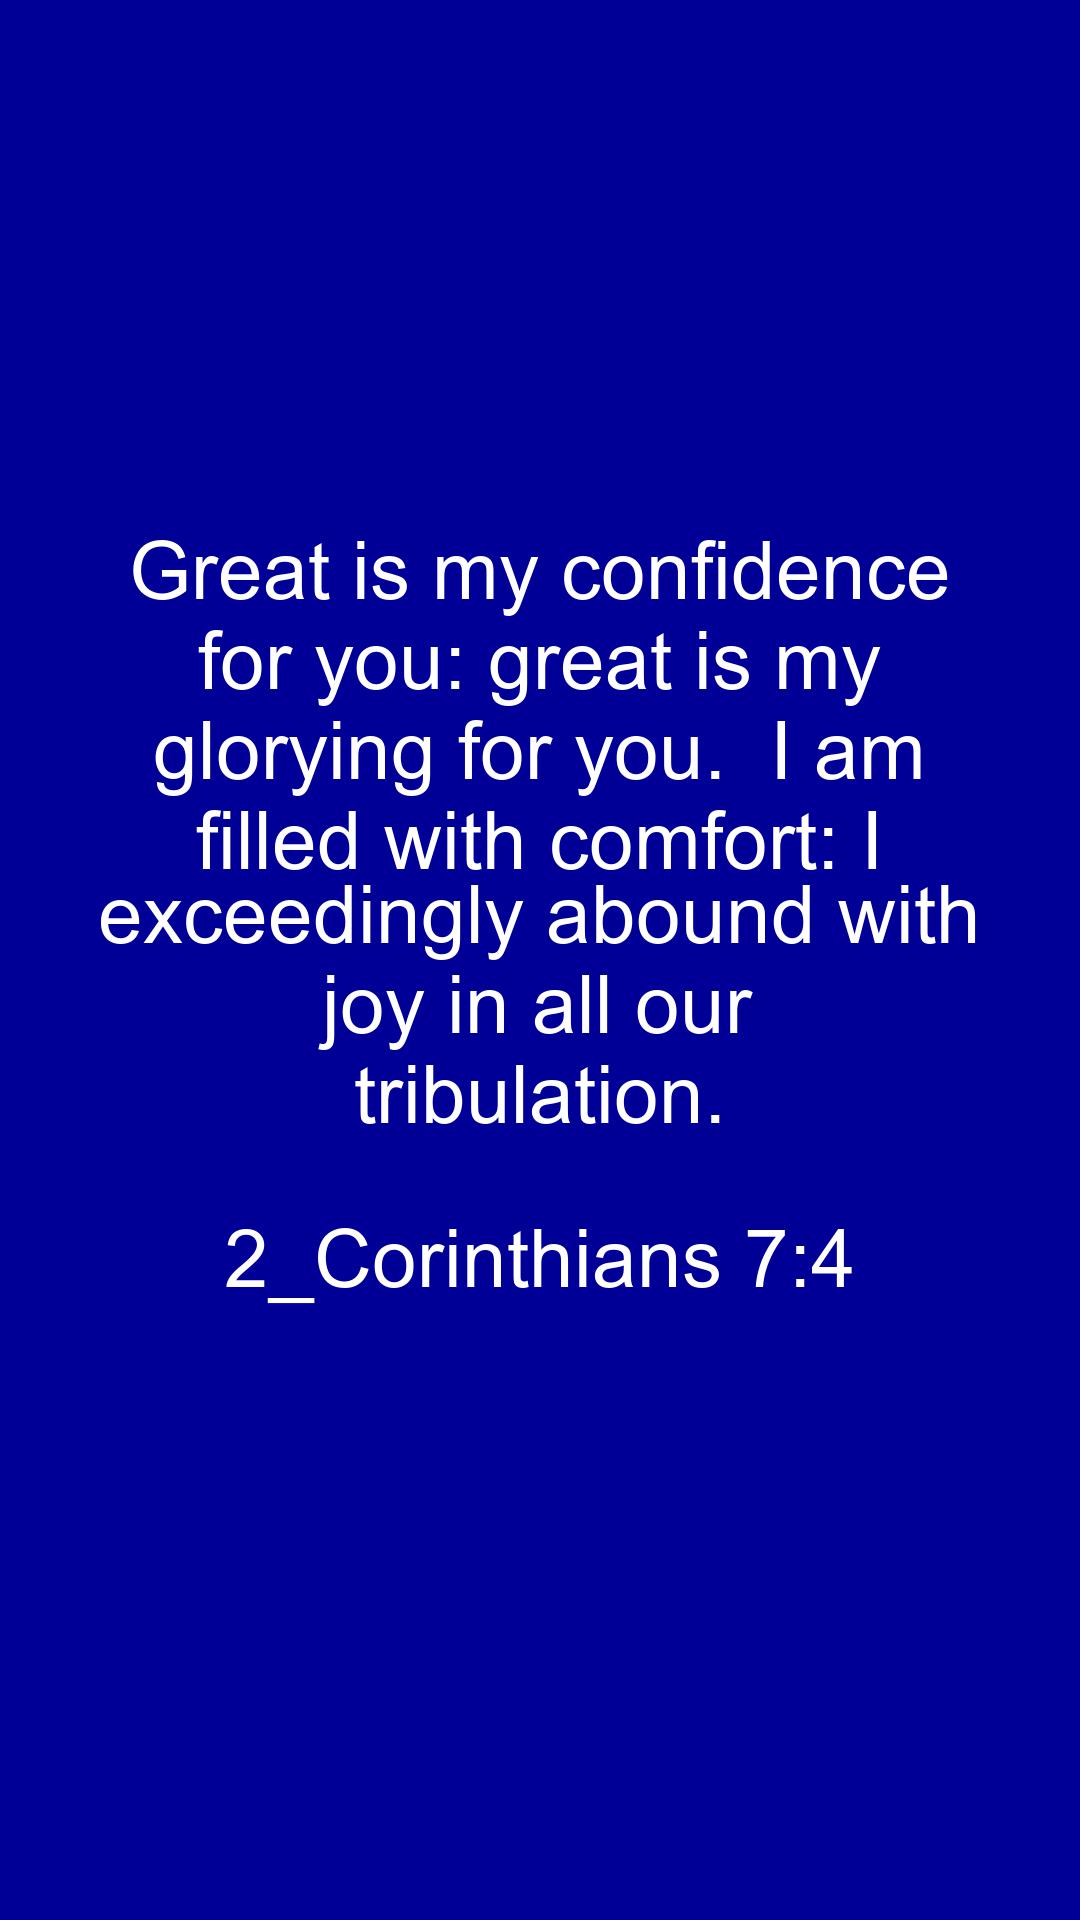 Great is my confidence
for you: great is my
glorying for you.  I am
filled with comfort: I
exceedingly abound with
joy in all our
tribulation.
2_Corinthians 7:4